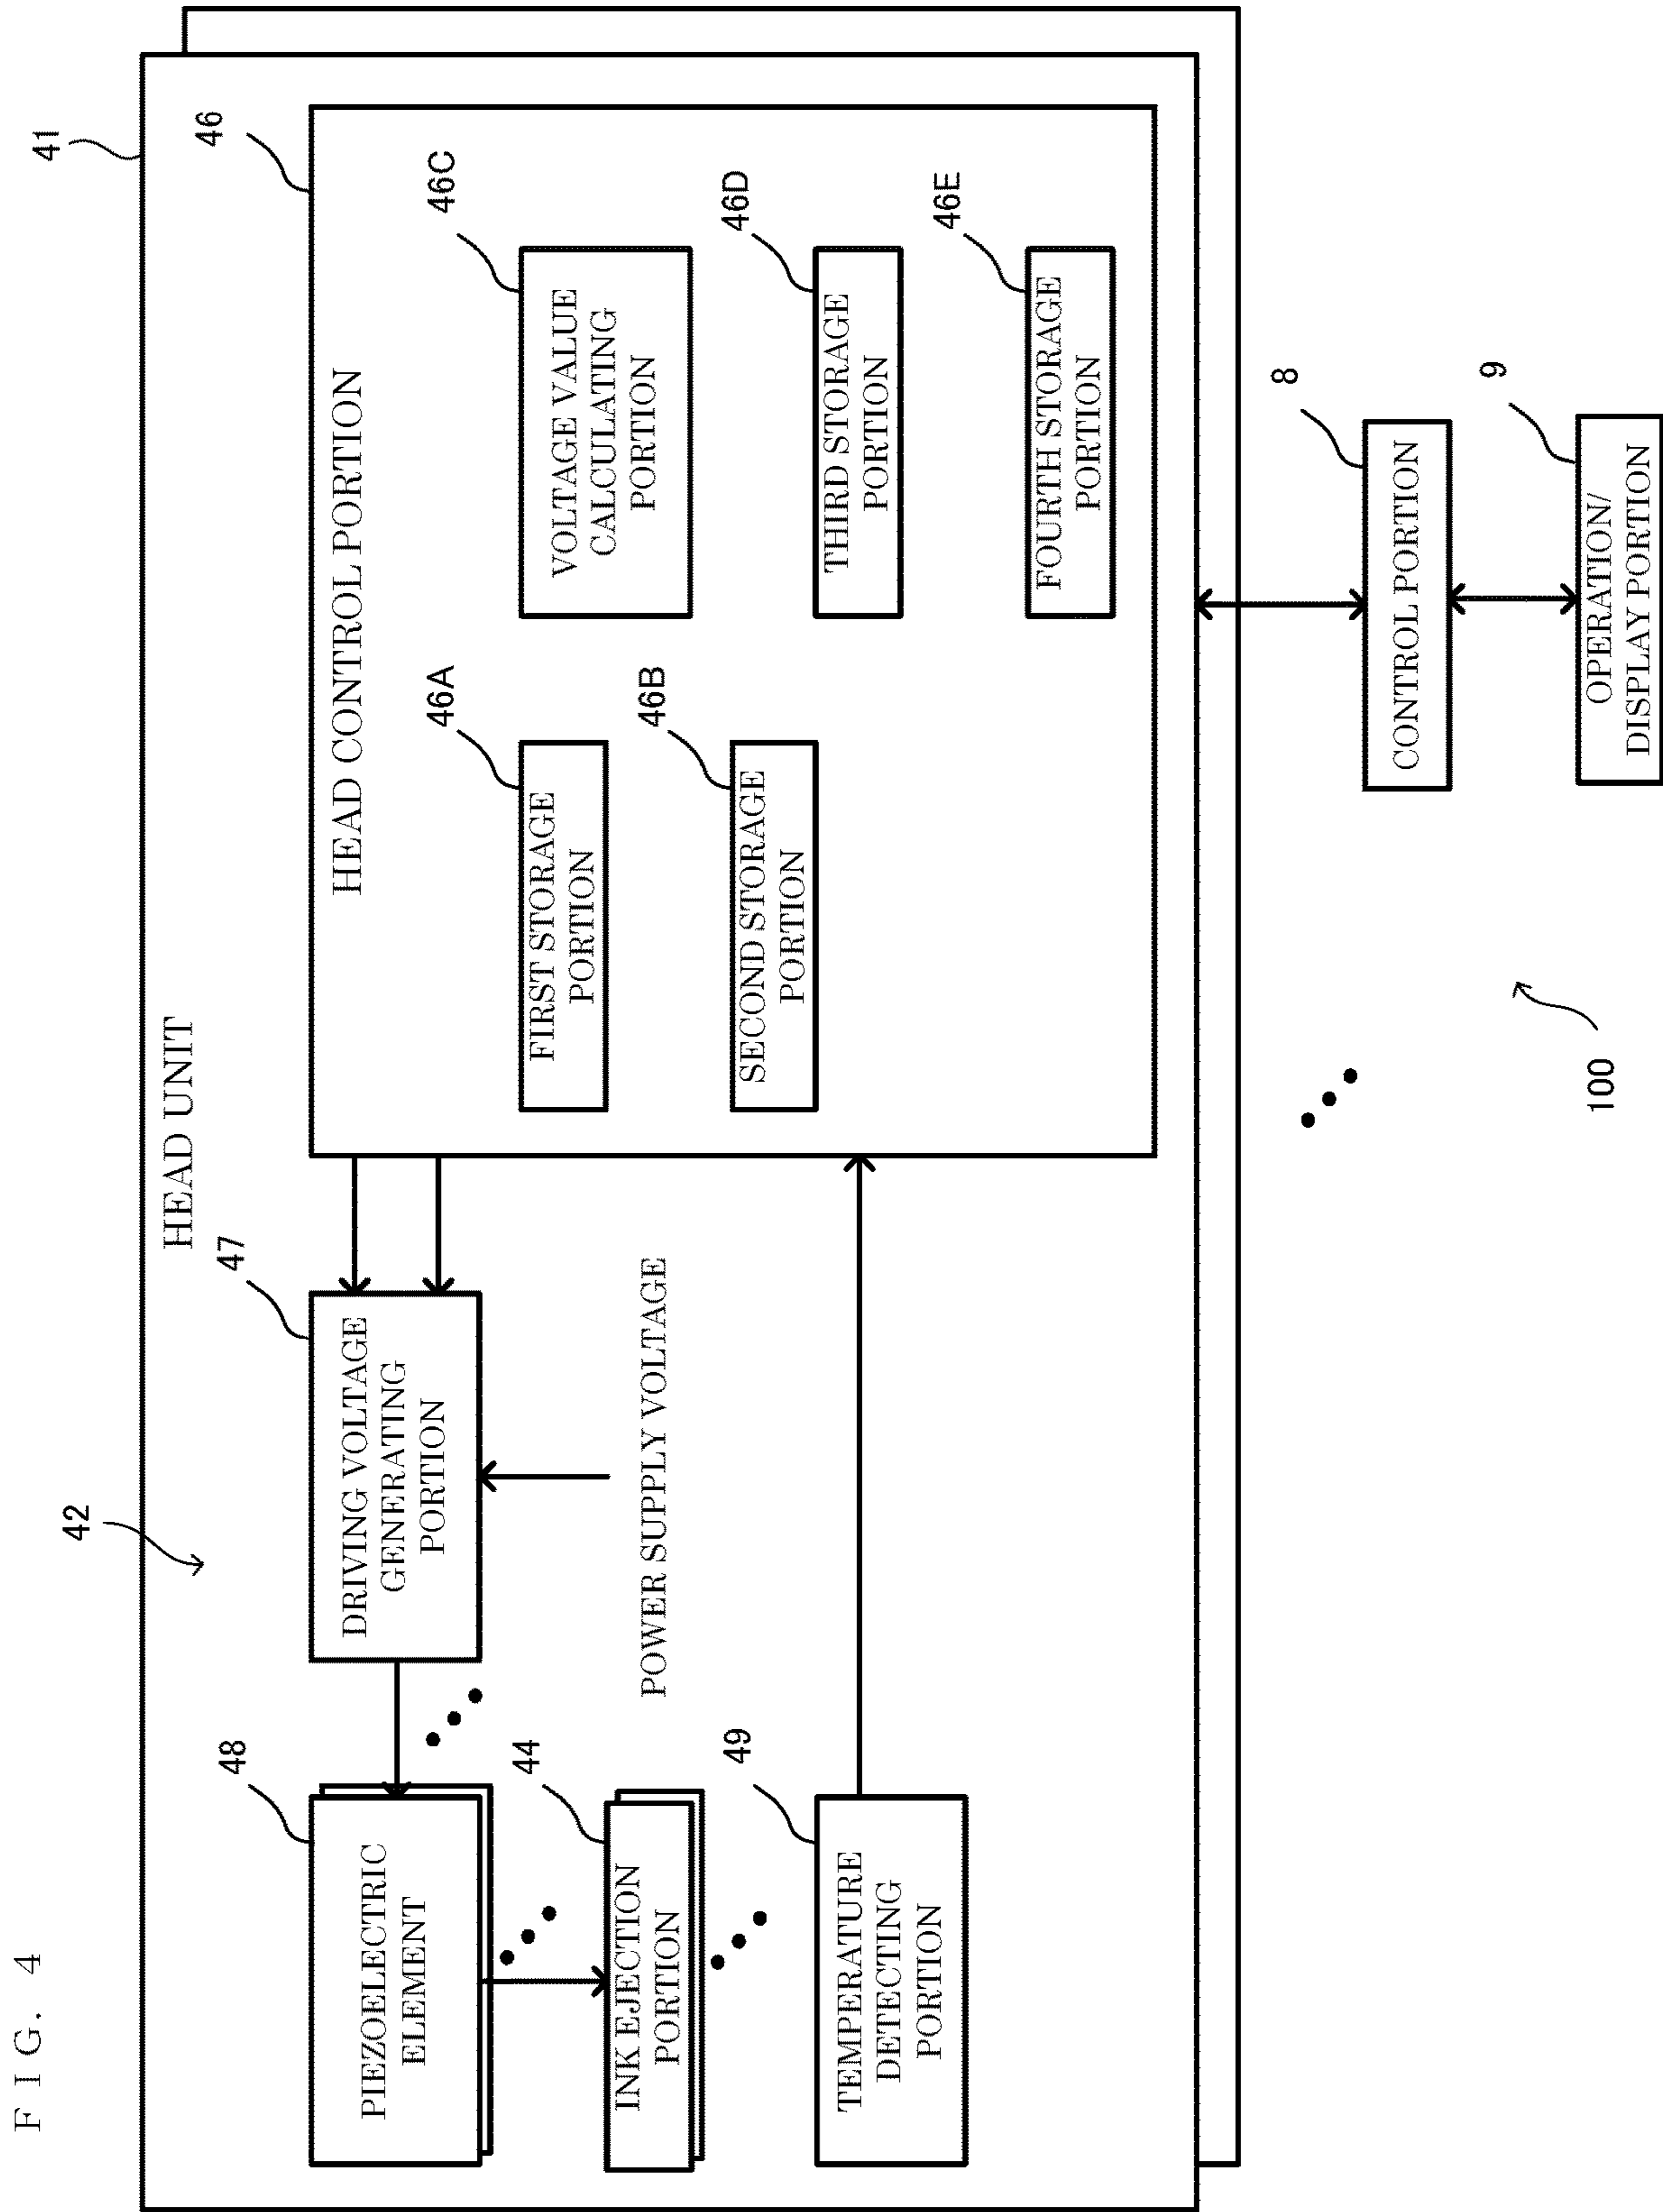 F I G. 4
41
HEAD UNIT
42
48
PIEZOELECTRIC
ELEMENT
47
DRIVING VOLTAGE
GENERATING
PORTION
46
HEAD CONTROL PORTION
44
INK EJECTION
PORTION
POWER SUPPLY VOLTAGE
46A
FIRST STORAGE
PORTION
46C
VOLTAGE VALUE
CALCULATING
PORTION
46B
SECOND STORAGE
PORTION
46D
THIRD STORAGE
PORTION
49
TEMPERATURE
DETECTING
PORTION
46E
FOURTH STORAGE
PORTION
8
CONTROL PORTION
9
OPERATION/
DISPLAY PORTION
100